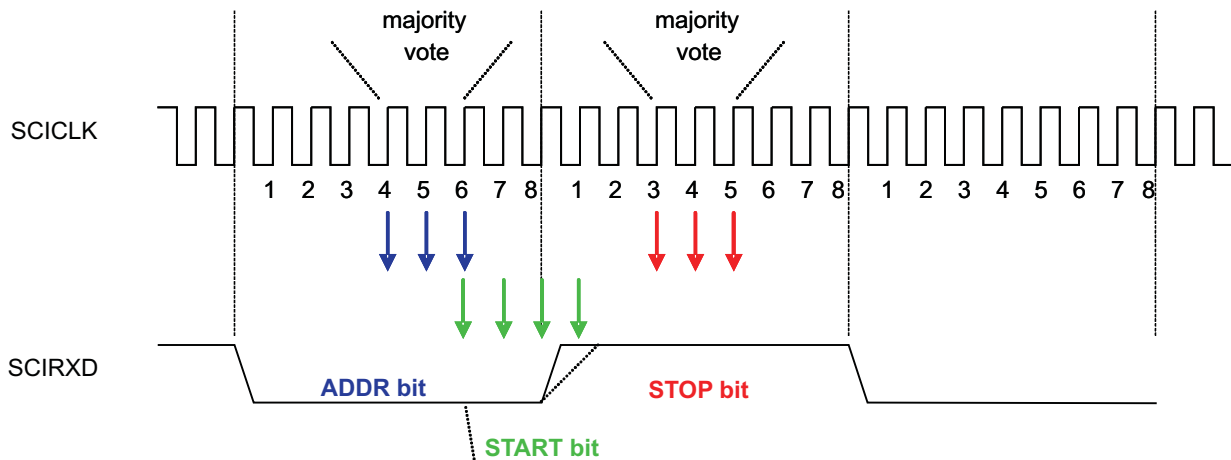 majority
vote
majority
vote
SCICLK
1 2 3 4 5 6 7 8 1 2 3 4 5 6 7 8 1 2 3 4 5 6 7 8
SCIRXD
ADDR bit
STOP bit
START bit